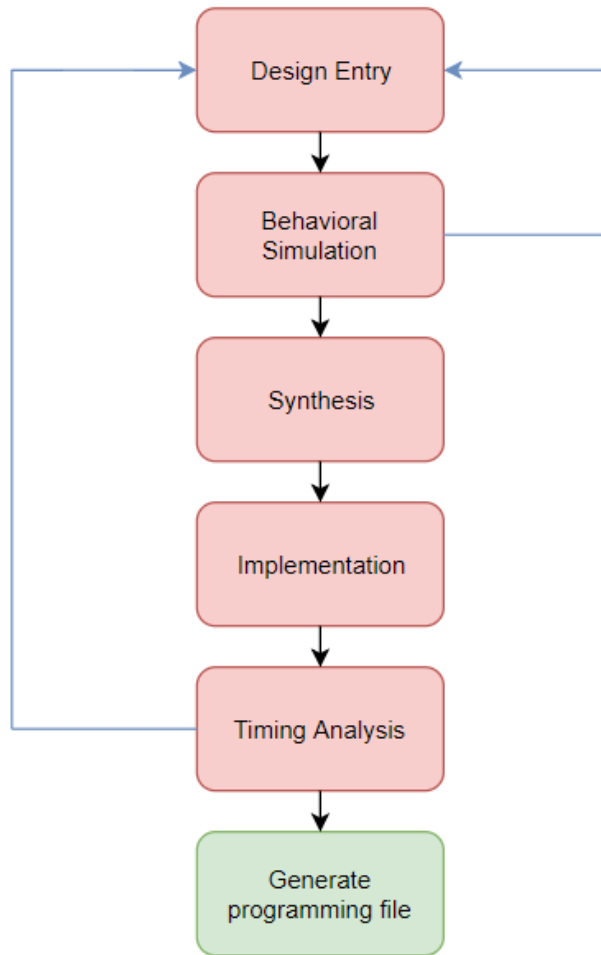 Design Entry
Behavioral
Simulation
Synthesis
Implementation
Timing Analysis
Generate
programming file